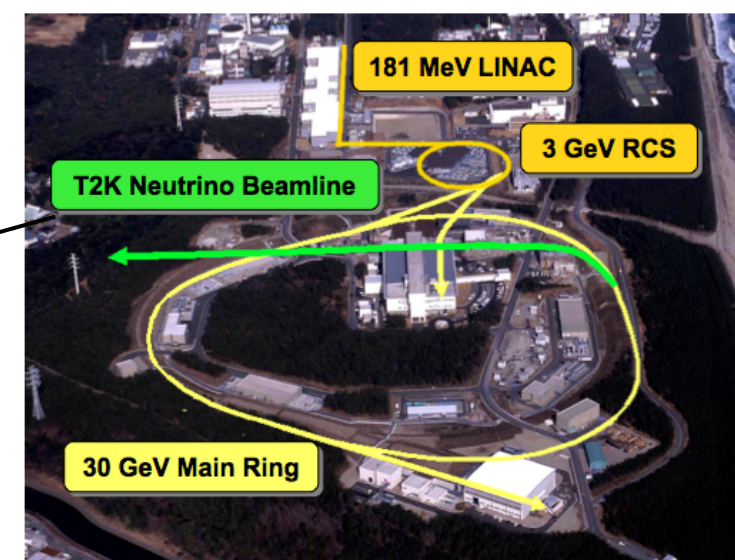 181 MeV LINAC
3 GeV RCS
T2K Neutrino Beamline
30 GeV Main Ring